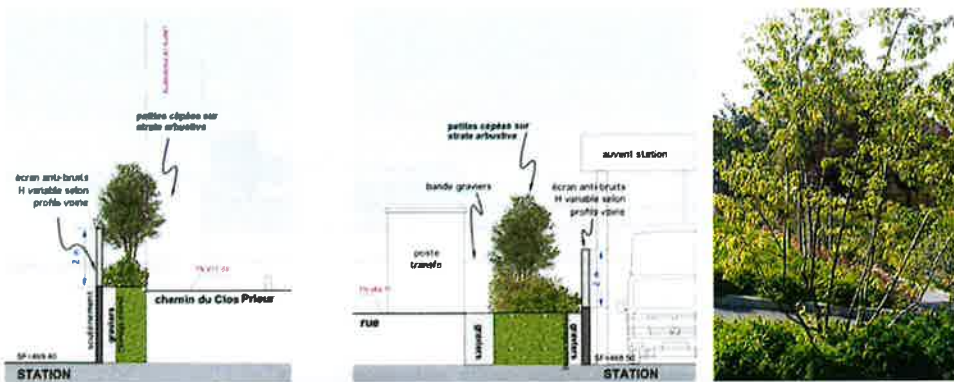 petites cépées sur
strate arbustive
écran anti-bruits
H variable selon
profils voirie
2 m
chemin du Clos Prieur
soutènement
graviers
STATION
petites cépées sur
strate arbustive
auvent station
bande graviers
écran anti-bruits
H variable selon
profils voirie
poste
transfo
2 m
rue
graviers
graviers
STATION